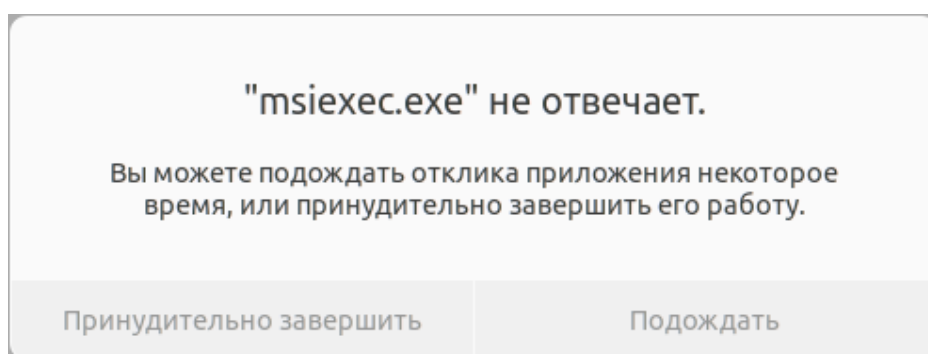 "msiexec.exe" не отвечает.
Вы можете подождать отклика приложения некоторое
время, или принудительно завершить его работу.
Принудительно завершить
Подождать